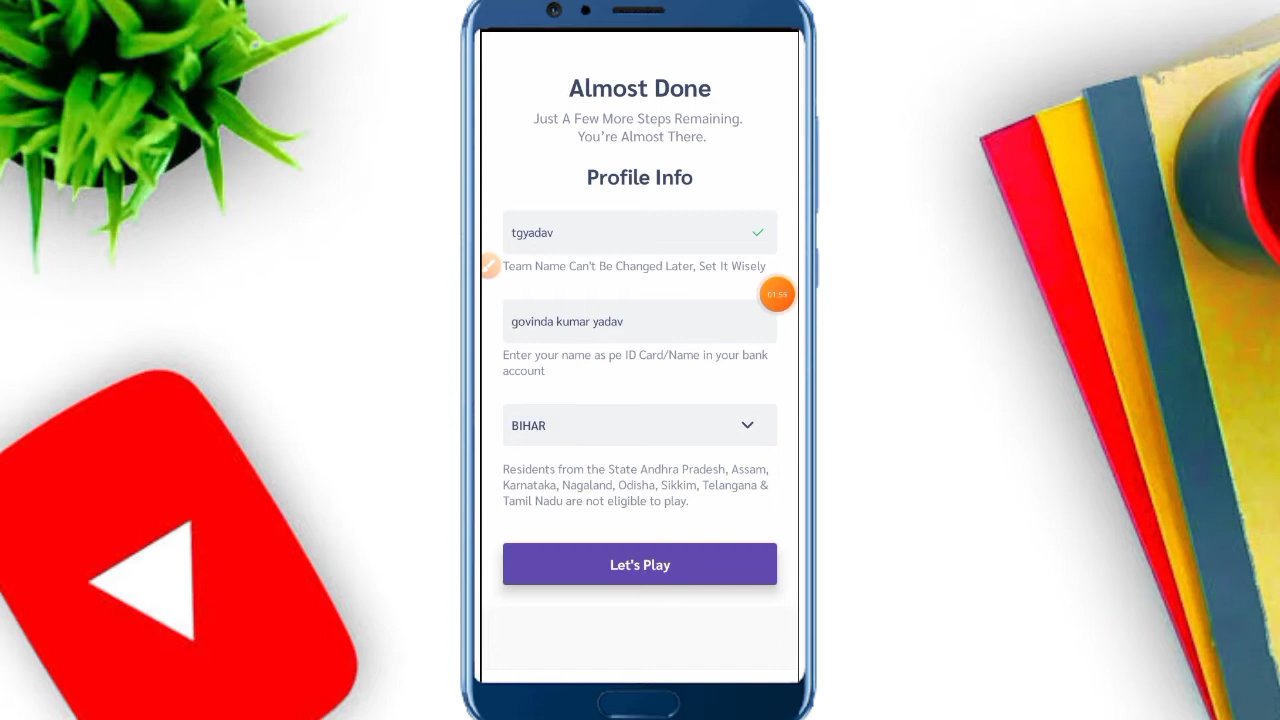 Almost Done
Just A Few More Steps Remaining.
You're Almost There.
Profile Info
tgyadav
Team Name Can't Be Changed Later, Set It Wisely
01:59
govinda kumar yadav
Enter your name as pe ID Card/Name in your bank
account
BIHAR
Residents from the State Andhra Pradesh, Assam,
Karnataka, Nagaland, Odisha, Sikkim, Telangana &
Tamil Nadu are not eligible to play.
Let's Play